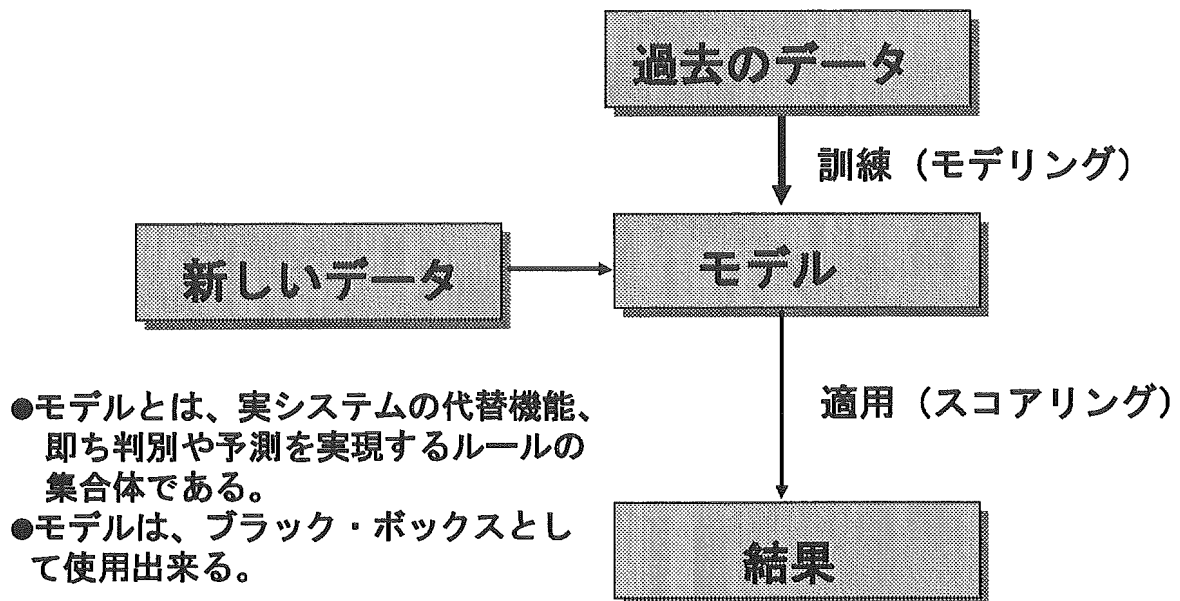 過去のデータ
訓練（モデリング）
新しいデータ
モデル
適用（スコアリング）
●モデルとは、実システムの代替機能、
即ち判別や予測を実現するルールの
集合体である。
●モデルは、ブラック・ボックスとし
て使用出来る。
結果